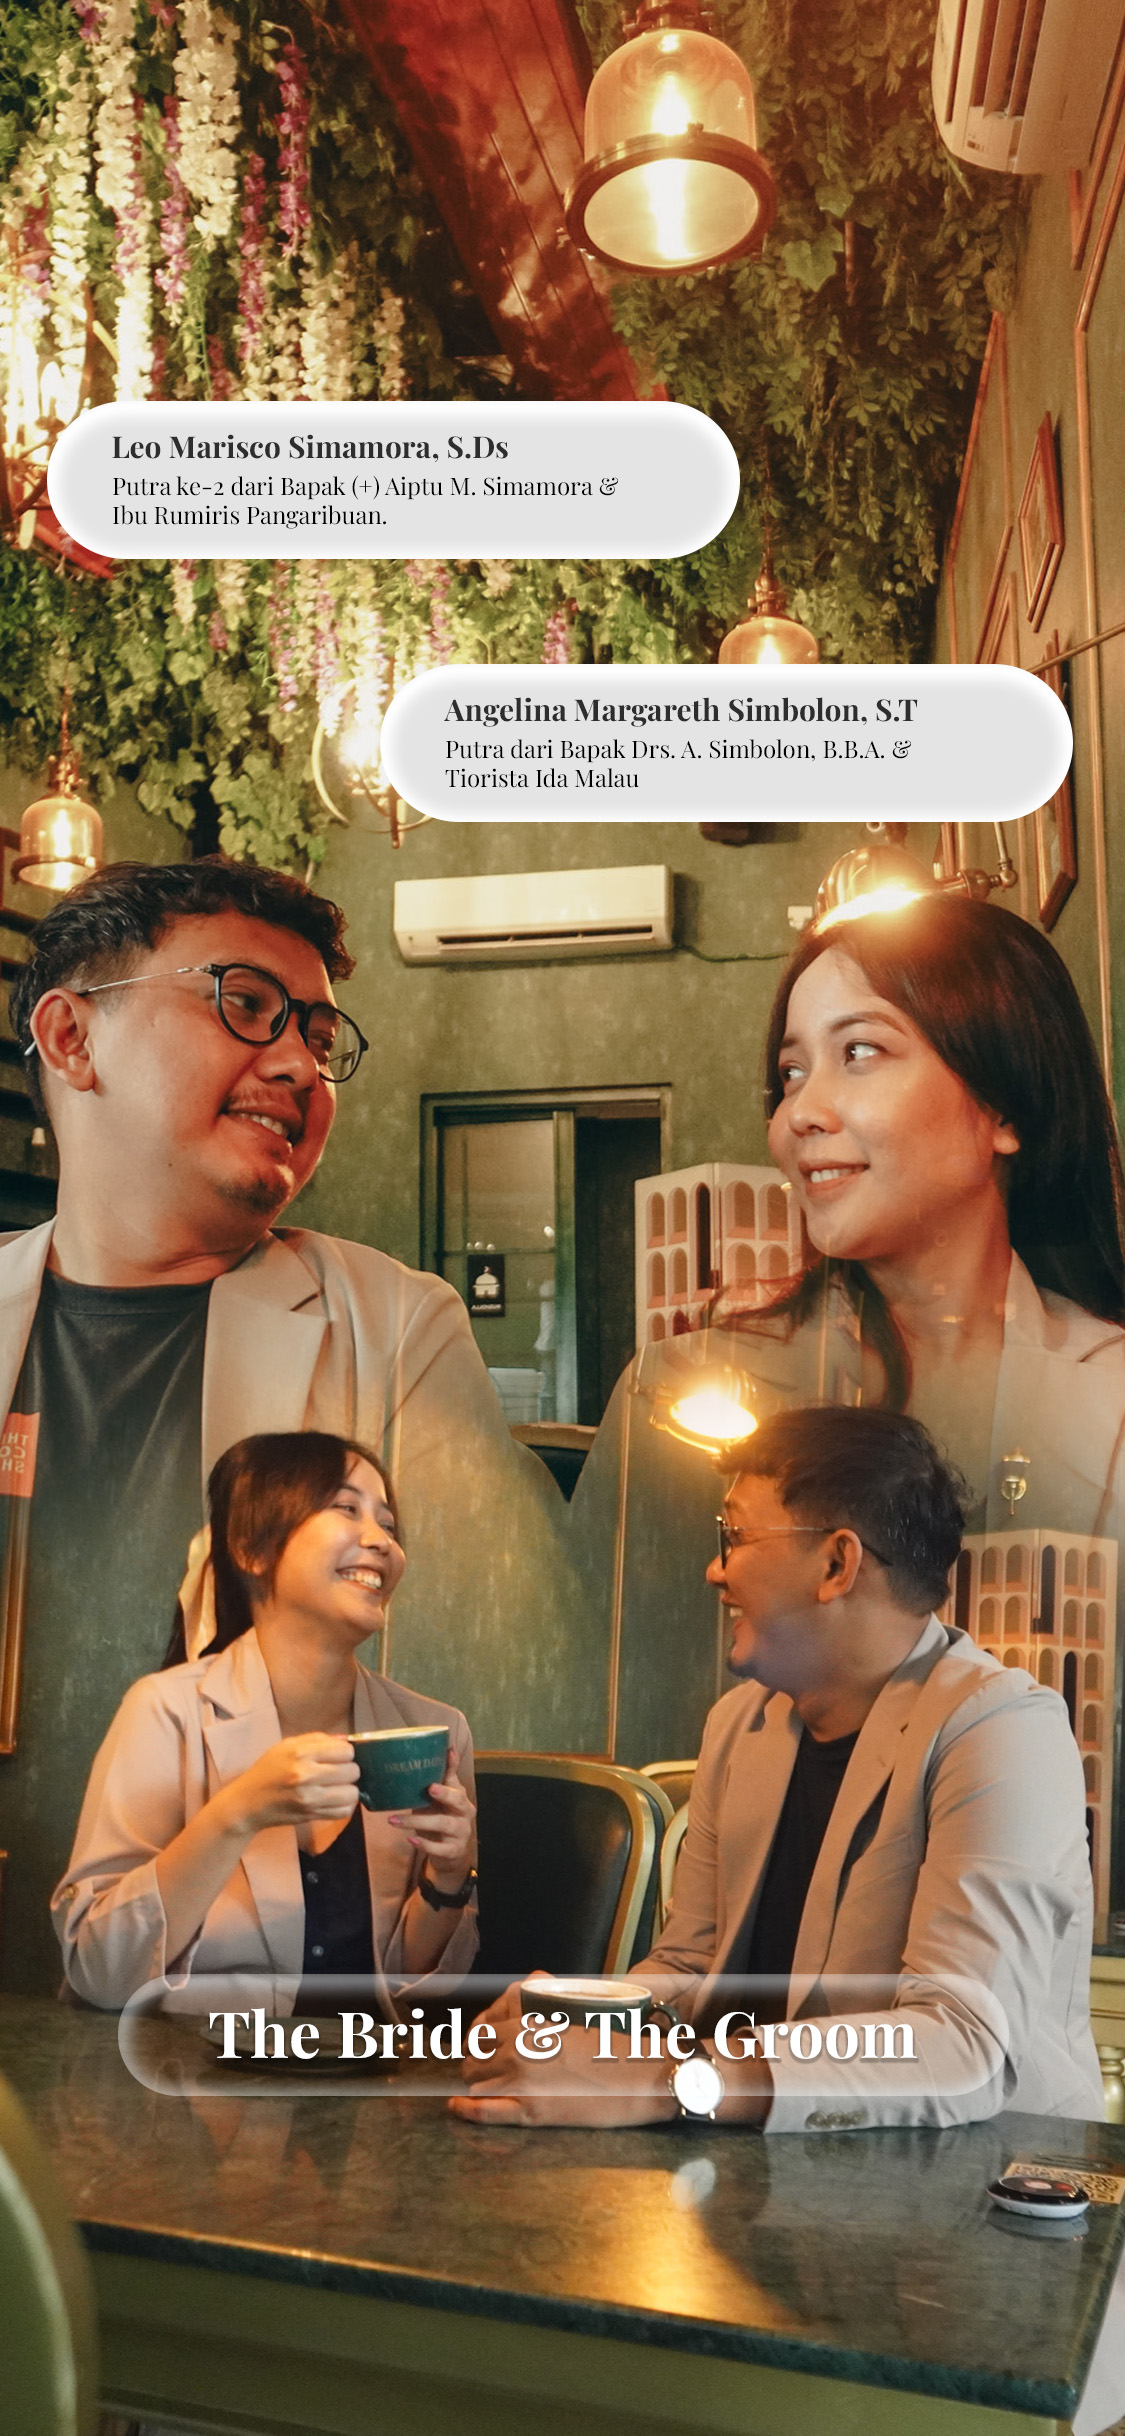 Leo Marisco Simamora, S.Ds
Putra ke-2 dari Bapak (+) Aiptu M. Simamora &
Ibu Rumiris Pangaribuan.
Angelina Margareth Simbolon, S.T
Putra dari Bapak Drs. A. Simbolon, B.B.A. &
Tiorista Ida Malau
DREAM
The Bride & The Groom